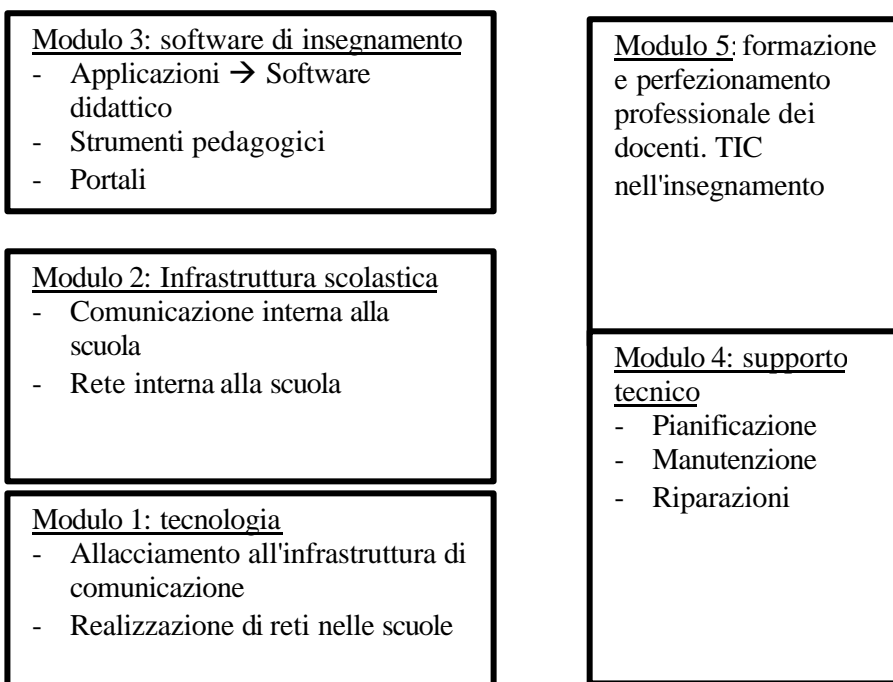 Modulo 3: software di insegnamento
- Applicazioni → Software
didattico
- Strumenti pedagogici
- Portali
Modulo 2: Infrastruttura scolastica
- Comunicazione interna alla
scuola
- Rete interna alla scuola
Modulo 1: tecnologia
- Allacciamento all'infrastruttura di
comunicazione
- Realizzazione di reti nelle scuole
Modulo 5: formazione
e perfezionamento
professionale dei
docenti. TIC
nell'insegnamento
Modulo 4: supporto
tecnico
- Pianificazione
- Manutenzione
- Riparazioni